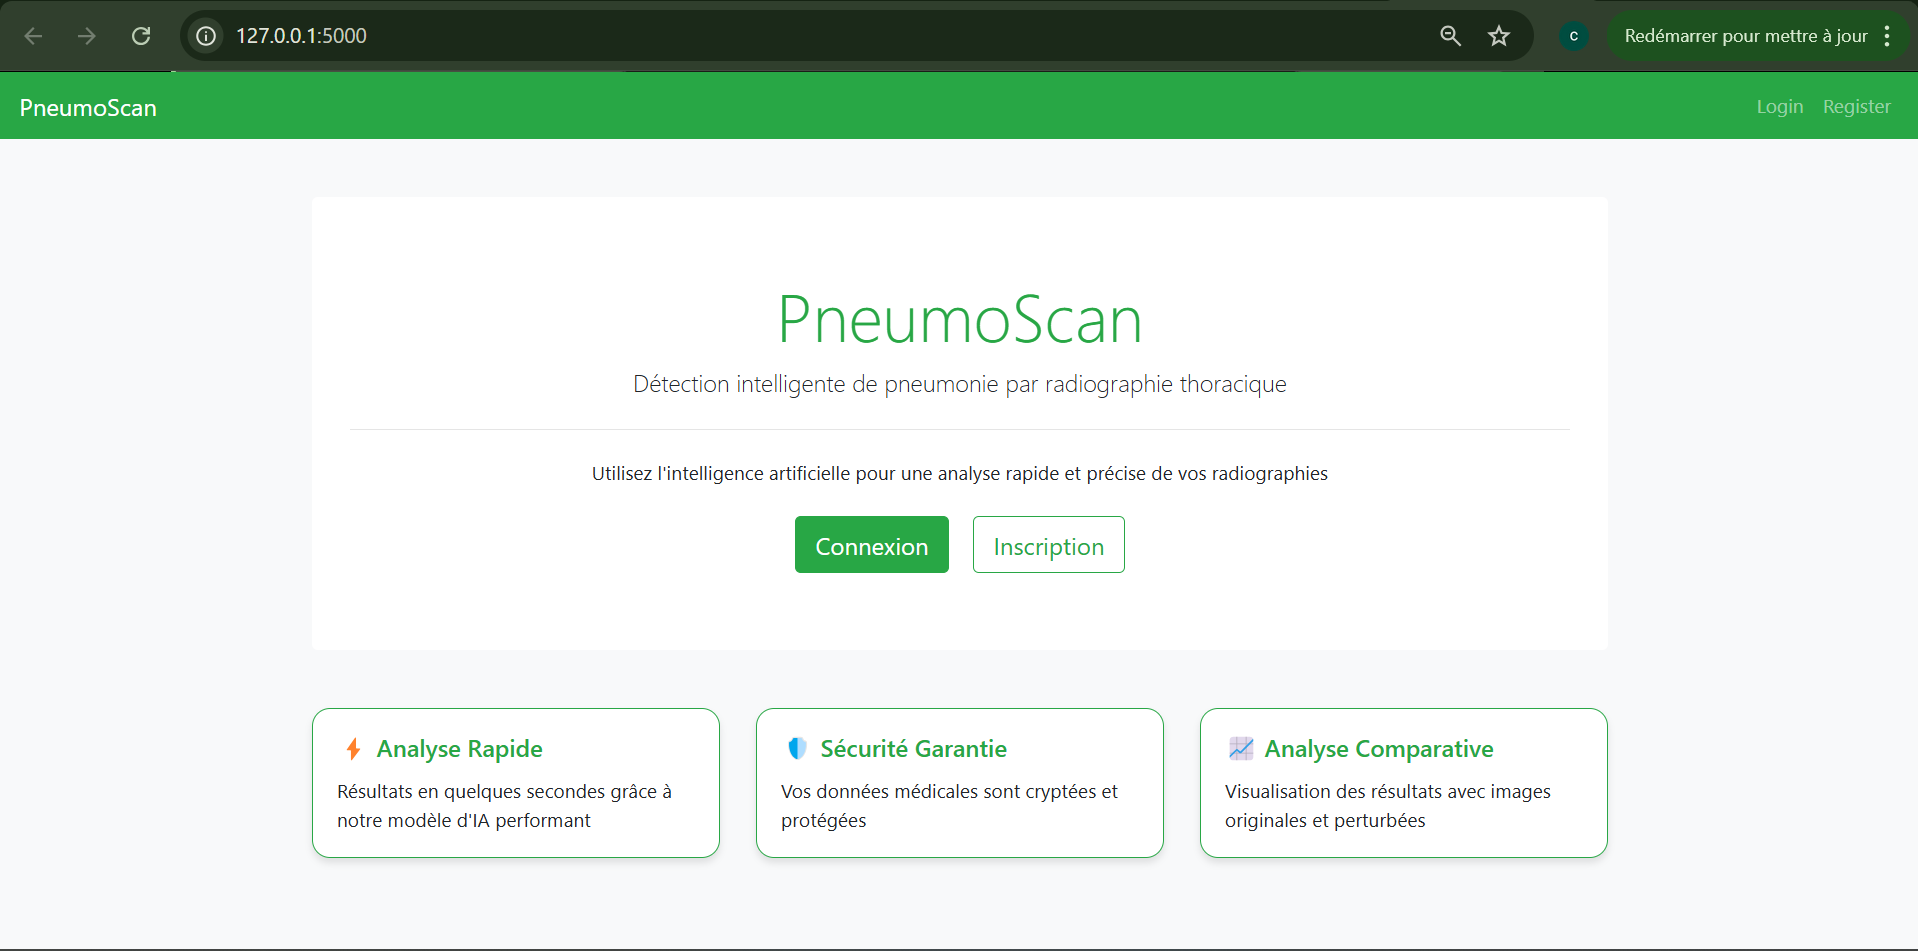 127.0.0.1:5000
C
Redémarrer pour mettre à jour
PneumoScan
Login
Register
PneumoScan
Détection intelligente de pneumonie par radiographie thoracique
Utilisez l'intelligence artificielle pour une analyse rapide et précise de vos radiographies
Connexion
Inscription
Analyse Rapide
Résultats en quelques secondes grâce à
notre modèle d'IA performant
Sécurité Garantie
Vos données médicales sont cryptées et
protégées
Analyse Comparative
Visualisation des résultats avec images
originales et perturbées